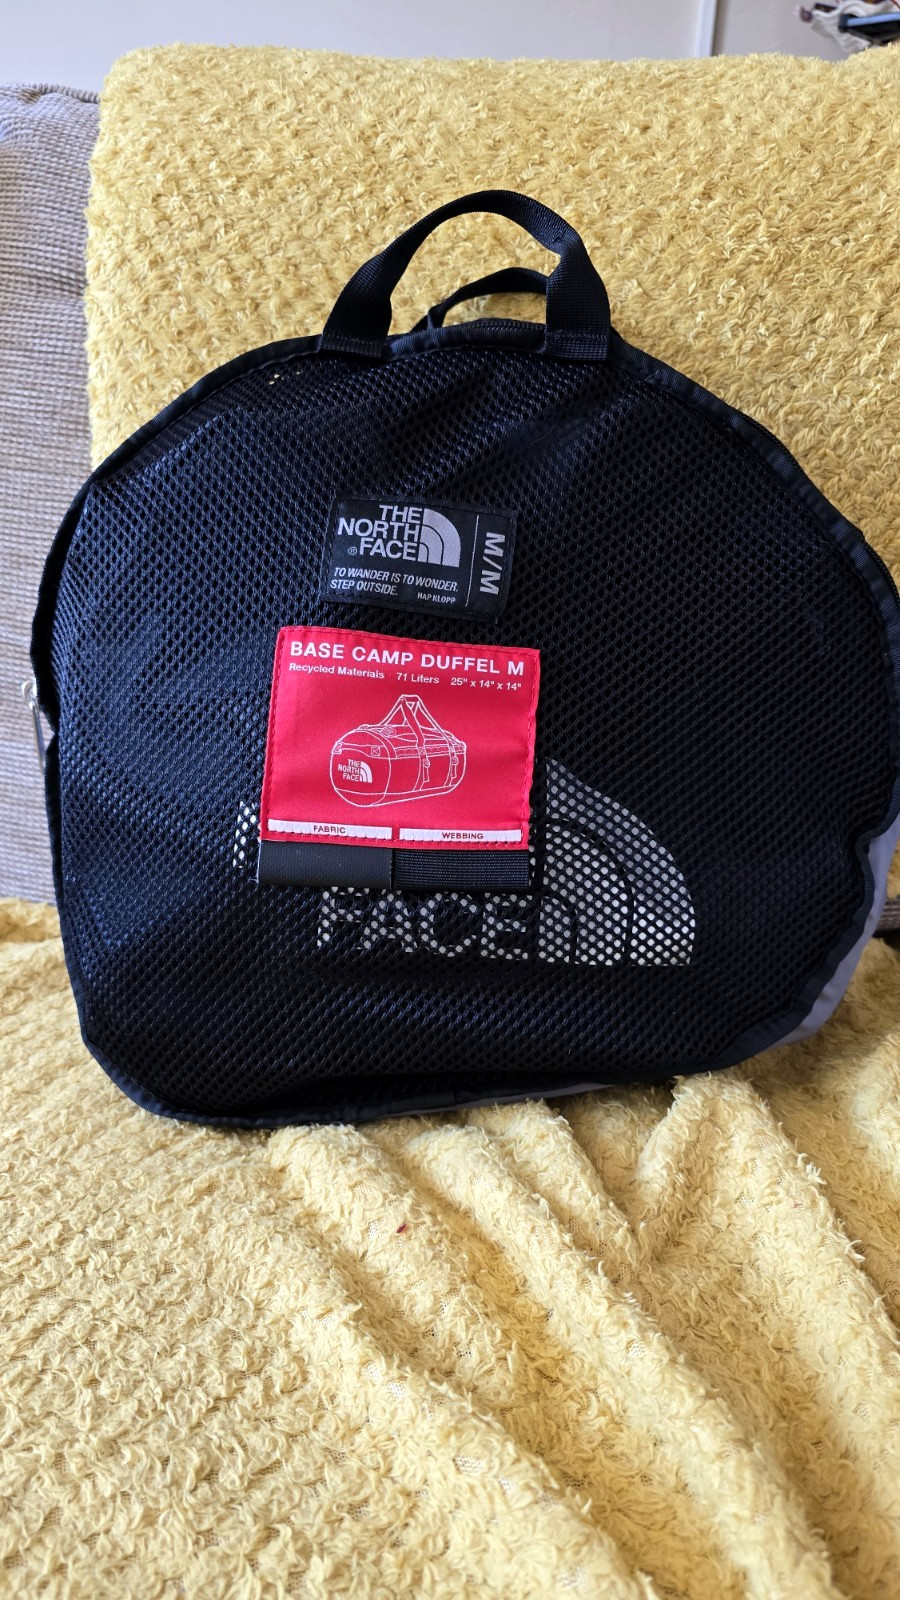 THE
NORTH
FACE
®
M/M
TO WANDER IS TO WONDER.
STEP OUTSIDE. HAP KLOPP
BASE CAMP DUFFEL M
Recycled Materials 71 Liters 25" x 14" x 14"
THE
NORTH
FACE
FABRIC WEBBING
FACE